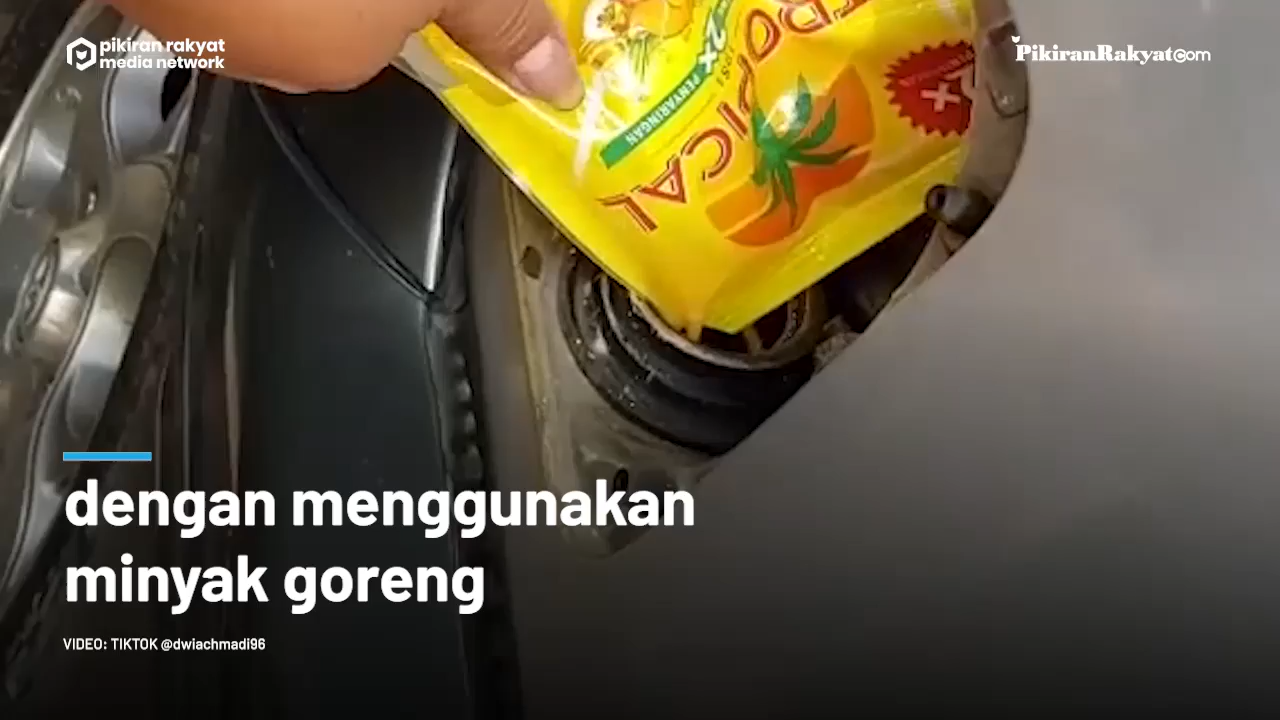 pikiran rakyat
media network
PikiranRakyat.com
2X PENYARINGAN
TROPICAL
dengan menggunakan
minyak goreng
VIDEO: TIKTOK @dwiachmadi96